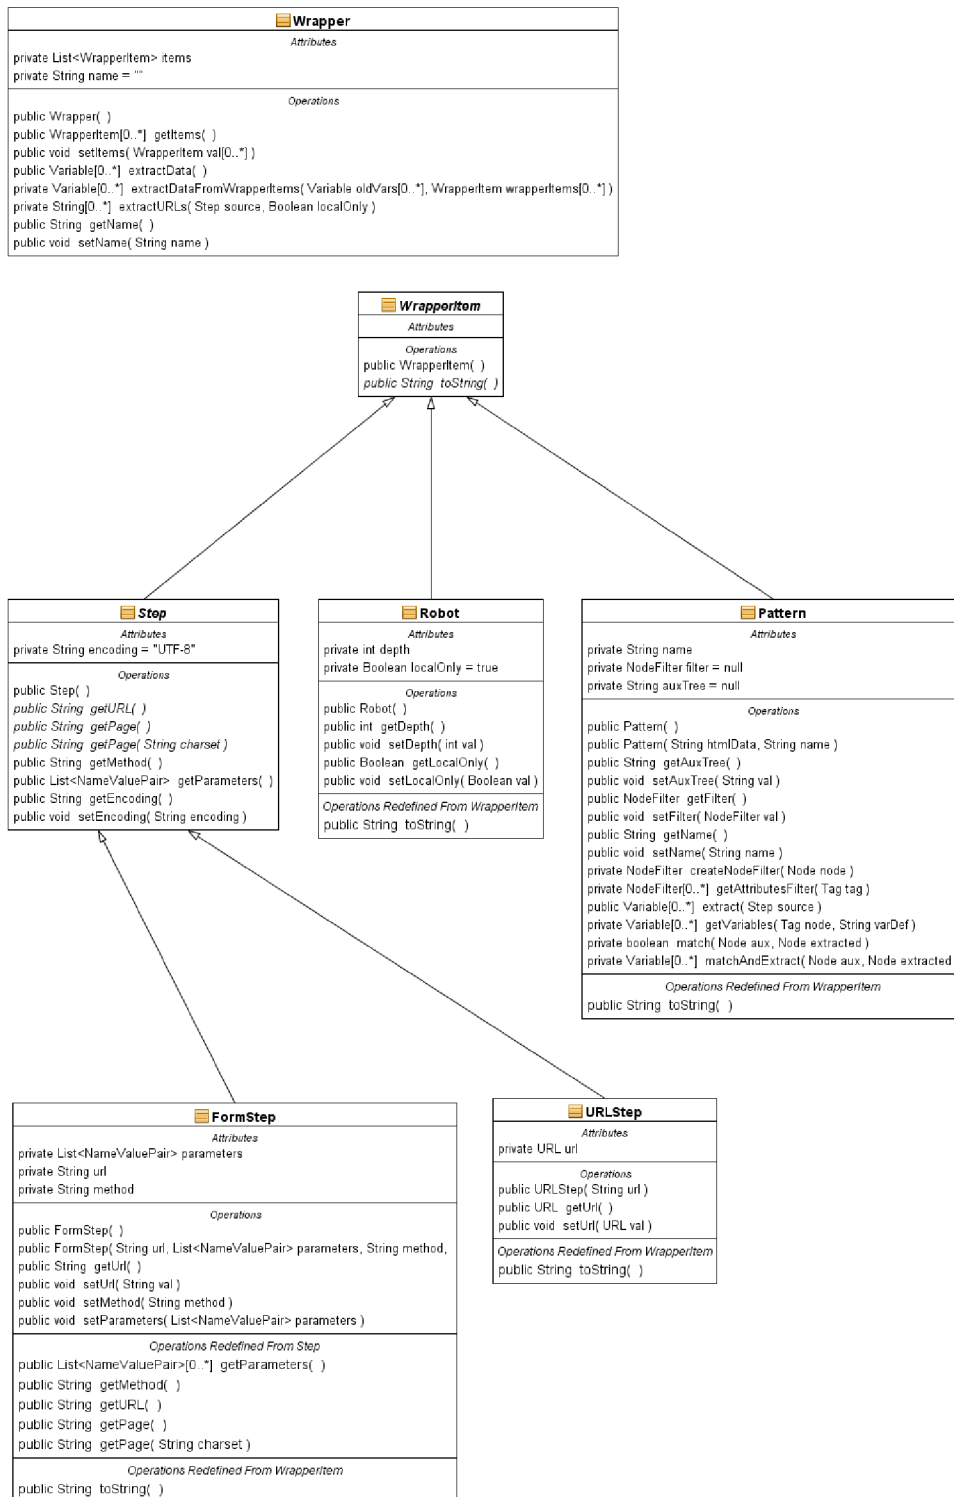 Wrapper
Attributes
private List<WrapperItem> items
private String name = ""
Operations
public Wrapper( )
public WrapperItem[0..*] getItems( )
public void setItems( WrapperItem val[0..*] )
public Variable[0..*] extractData( )
private Variable[0..*] extractDataFromWrapperItems( Variable oldVars[0..*], WrapperItem wrapperItems[0..*] )
private String[0..*] extractURLs( Step source, Boolean localOnly )
public String getName( )
public void setName( String name )
WrapperItem
Attributes
Operations
public WrapperItem( )
public String toString( )
Step
Attributes
private String encoding = "UTF-8"
Operations
public Step( )
public String getURL( )
public String getPage( )
public String getPage( String charset )
public String getMethod( )
public List<NameValuePair> getParameters( )
public String getEncoding( )
public void setEncoding( String encoding )
Robot
Attributes
private int depth
private Boolean localOnly = true
Operations
public Robot( )
public int getDepth( )
public void setDepth( int val )
public Boolean getLocalOnly( )
public void setLocalOnly( Boolean val )
Operations Redefined From WrapperItem
public String toString( )
Pattern
Attributes
private String name
private NodeFilter filter = null
private String auxTree = null
Operations
public Pattern( )
public Pattern( String htmlData, String name )
public String getAuxTree( )
public void setAuxTree( String val )
public NodeFilter getFilter( )
public void setFilter( NodeFilter val )
public String getName( )
public void setName( String name )
private NodeFilter createNodeFilter( Node node )
private NodeFilter[0..*] getAttributesFilter( Tag tag )
public Variable[0..*] extract( Step source )
private Variable[0..*] getVariables( Tag node, String varDef )
private boolean match( Node aux, Node extracted )
private Variable[0..*] matchAndExtract( Node aux, Node extracted
Operations Redefined From WrapperItem
public String toString( )
FormStep
Attributes
private List<NameValuePair> parameters
private String url
private String method
Operations
public FormStep( )
public FormStep( String url, List<NameValuePair> parameters, String method,
public String getUrl( )
public void setUrl( String val )
public void setMethod( String method )
public void setParameters( List<NameValuePair> parameters )
Operations Redefined From Step
public List<NameValuePair>[0..*] getParameters( )
public String getMethod( )
public String getURL( )
public String getPage( )
public String getPage( String charset )
Operations Redefined From WrapperItem
public String toString( )
URLStep
Attributes
private URL url
Operations
public URLStep( String url )
public URL getUrl( )
public void setUrl( URL val )
Operations Redefined From WrapperItem
public String toString( )